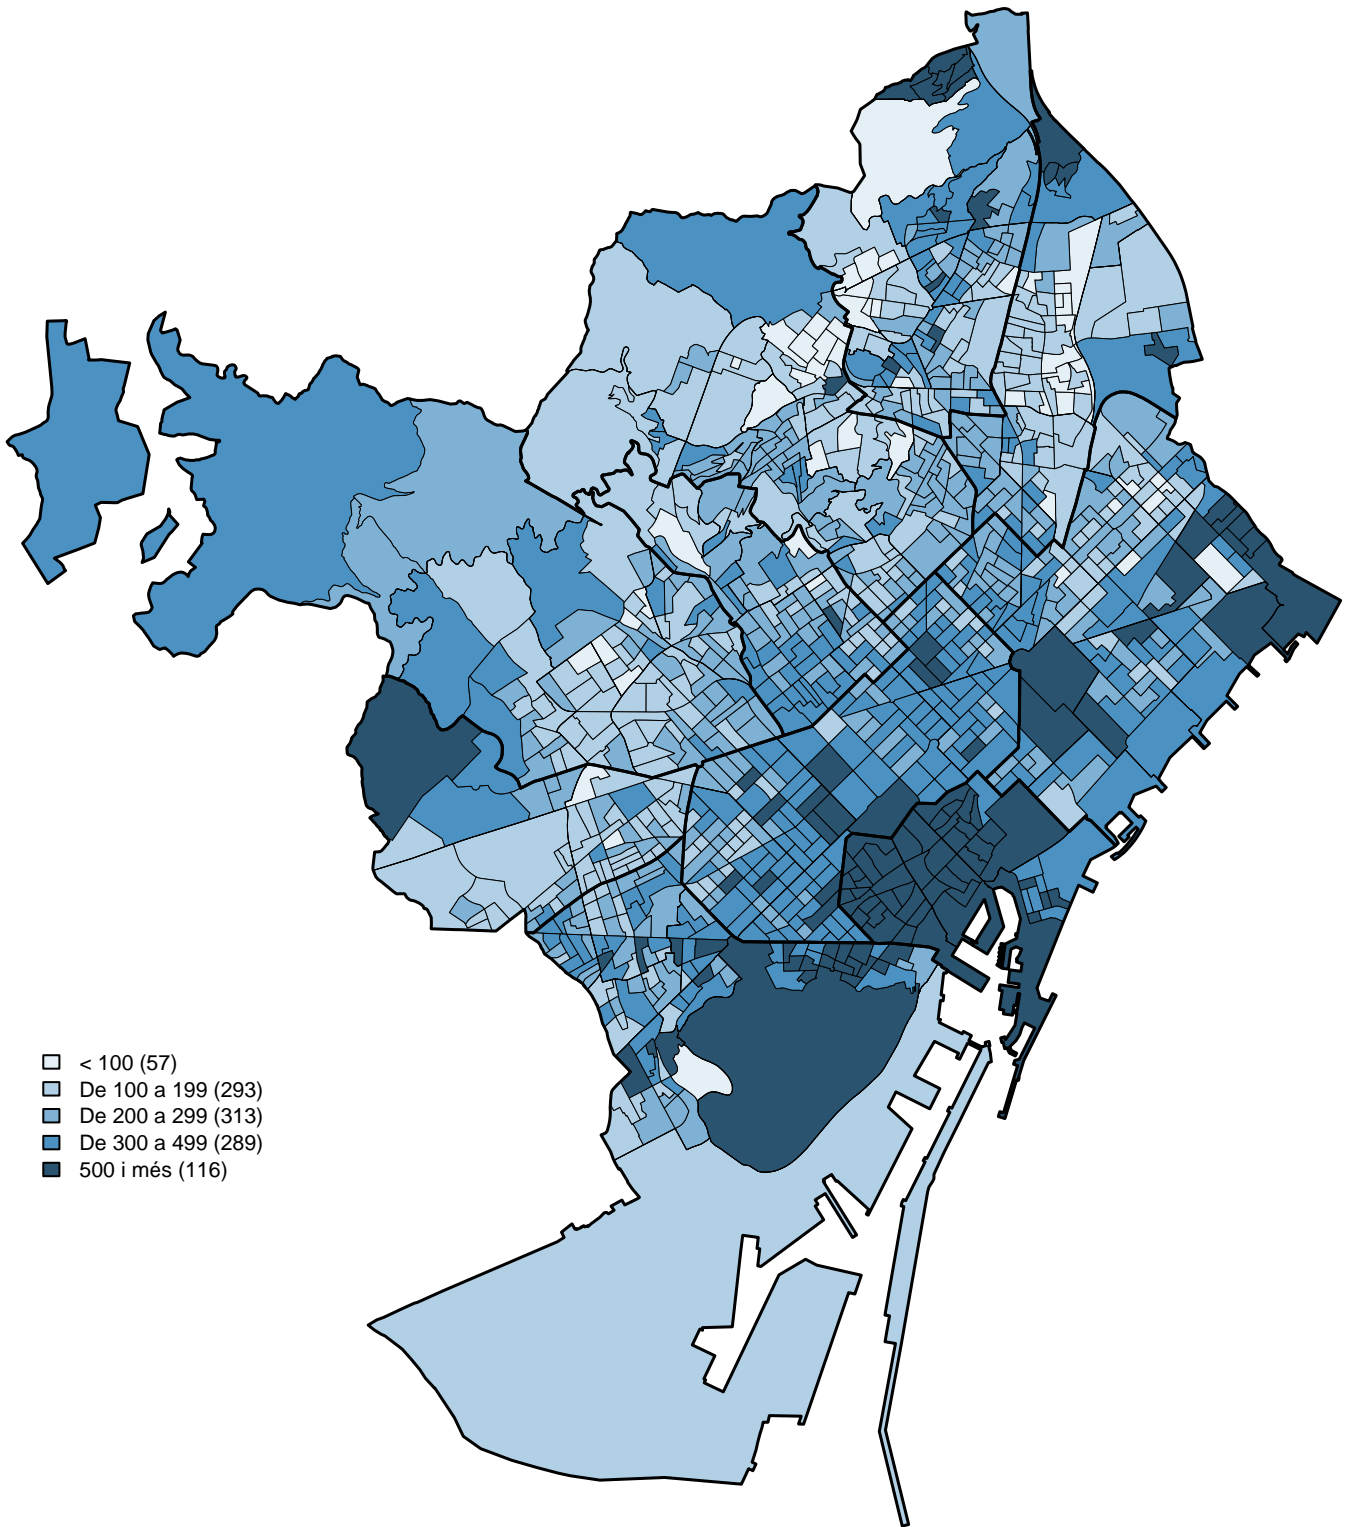 < 100 (57)
De 100 a 199 (293)
De 200 a 299 (313)
De 300 a 499 (289)
500 i més (116)